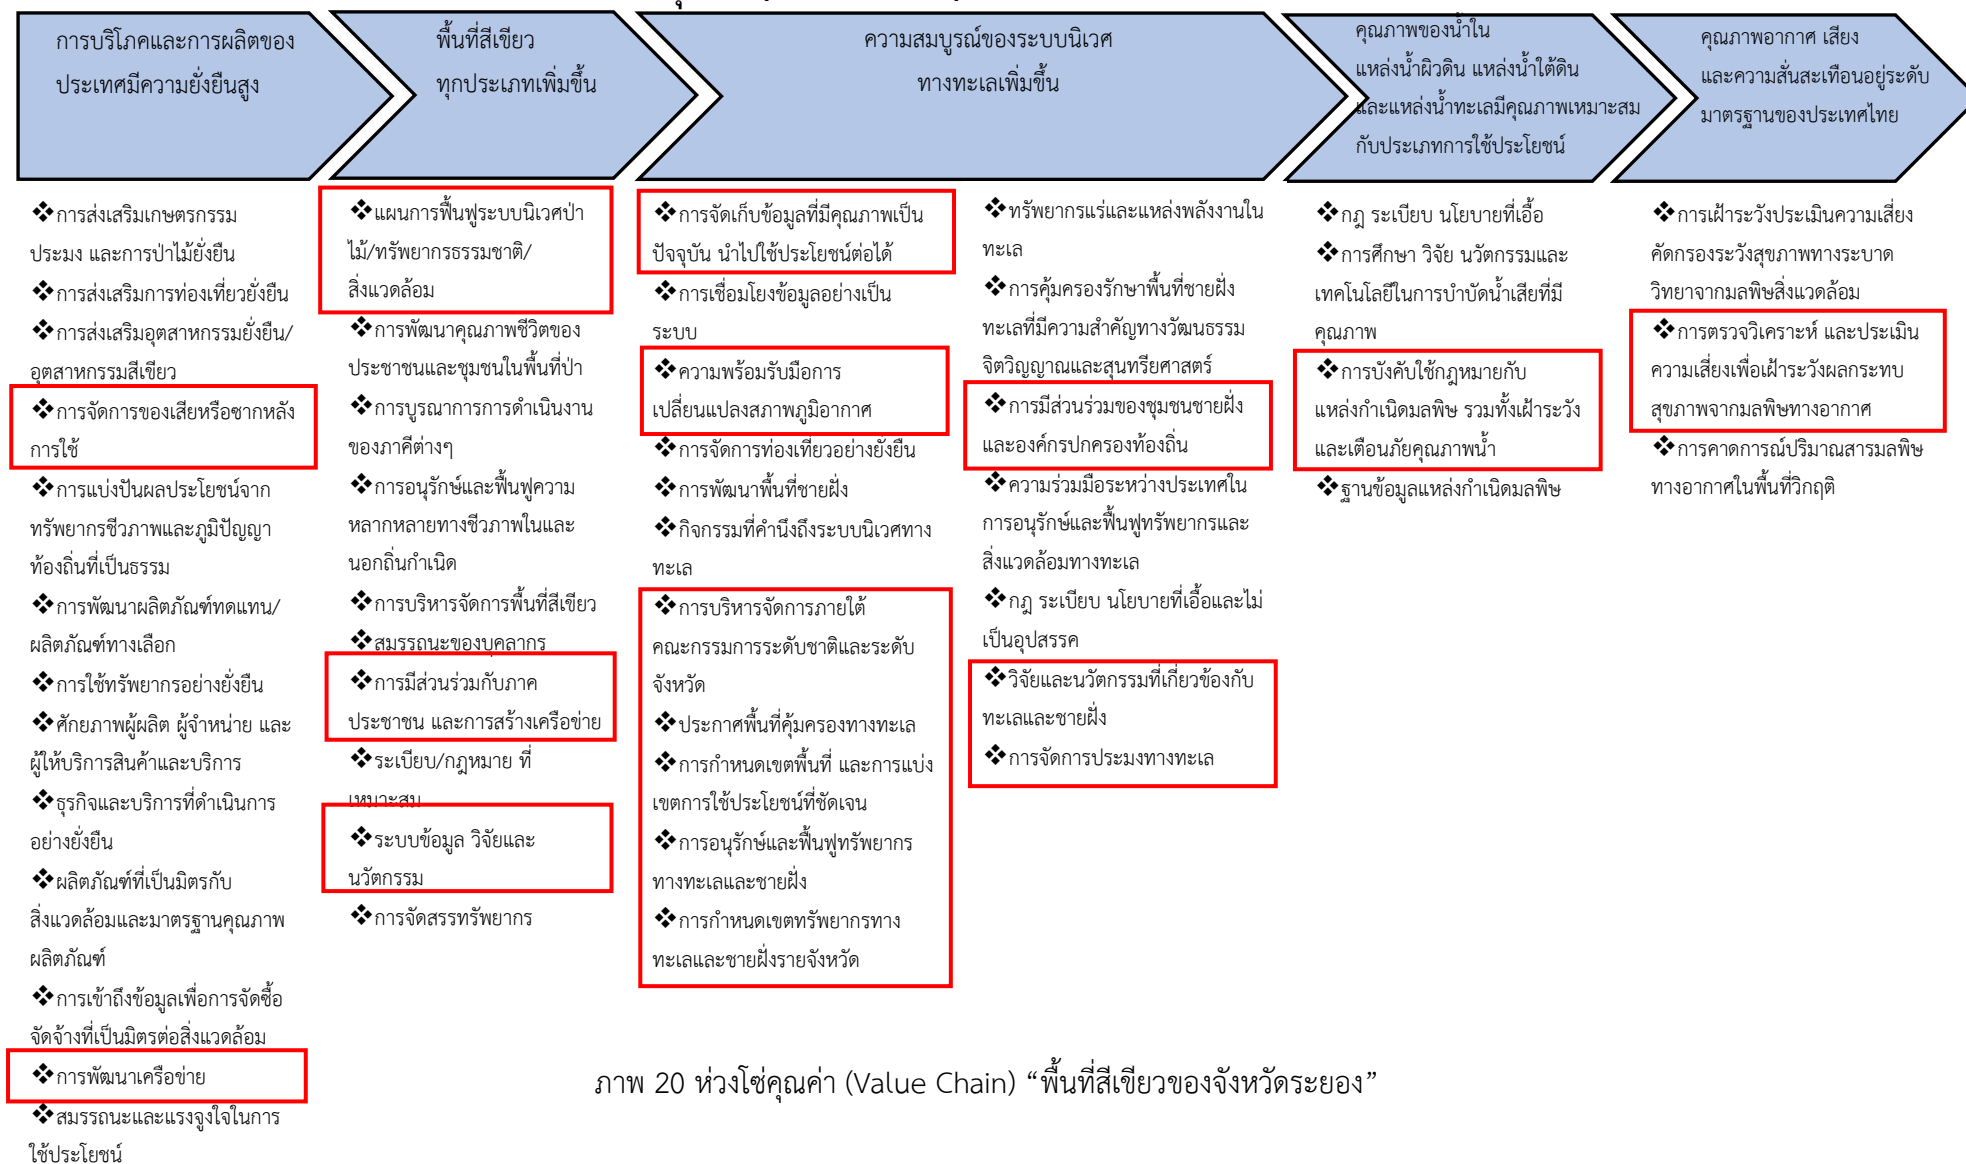 การบริโภคและการผลิตของ
ประเทศมีความยั่งยืนสูง
พื้นที่สีเขียว
ทุกประเภทเพิ่มขึ้น
ความสมบูรณ์ของระบบนิเวศ
ทางทะเลเพิ่มขึ้น
คุณภาพของน้ำใน
แหล่งน้ำผิวดิน แหล่งน้ำใต้ดิน
และแหล่งน้ำทะเลมีคุณภาพเหมาะสม
กับประเภทการใช้ประโยชน์
คุณภาพอากาศ เสียง
และความสั่นสะเทือนอยู่ระดับ
มาตรฐานของประเทศไทย
❖การส่งเสริมเกษตรกรรม
ประมง และการป่าไม้ยั่งยืน
❖การส่งเสริมการท่องเที่ยวยั่งยืน
❖การส่งเสริมอุตสาหกรรมยั่งยืน/
อุตสาหกรรมสีเขียว
❖การจัดการของเสียหรือซากหลัง
การใช้
❖การแบ่งปันผลประโยชน์จาก
ทรัพยากรชีวภาพและภูมิปัญญา
ท้องถิ่นที่เป็นธรรม
❖การพัฒนาผลิตภัณฑ์ทดแทน/
ผลิตภัณฑ์ทางเลือก
❖การใช้ทรัพยากรอย่างยั่งยืน
❖ศักยภาพผู้ผลิต ผู้จำหน่าย และ
ผู้ให้บริการสินค้าและบริการ
❖ธุรกิจและบริการที่ดำเนินการ
อย่างยั่งยืน
❖ผลิตภัณฑ์ที่เป็นมิตรกับ
สิ่งแวดล้อมและมาตรฐานคุณภาพ
ผลิตภัณฑ์
❖การเข้าถึงข้อมูลเพื่อการจัดซื้อ
จัดจ้างที่เป็นมิตรต่อสิ่งแวดล้อม
❖การพัฒนาเครือข่าย
❖สมรรถนะและแรงจูงใจในการ
ใช้ประโยชน์
❖แผนการฟื้นฟูระบบนิเวศป่า
ไม้/ทรัพยากรธรรมชาติ/
สิ่งแวดล้อม
❖การพัฒนาคุณภาพชีวิตของ
ประชาชนและชุมชนในพื้นที่ป่า
❖การบูรณาการการดำเนินงาน
ของภาคีต่างๆ
❖การอนุรักษ์และฟื้นฟูความ
หลากหลายทางชีวภาพในและ
นอกถิ่นกำเนิด
❖การบริหารจัดการพื้นที่สีเขียว
❖สมรรถนะของบุคลากร
❖การมีส่วนร่วมกับภาค
ประชาชน และการสร้างเครือข่าย
❖ระเบียบ/กฎหมาย ที่
เหมาะสม
❖ระบบข้อมูล วิจัยและ
นวัตกรรม
❖การจัดสรรทรัพยากร
❖การจัดเก็บข้อมูลที่มีคุณภาพเป็น
ปัจจุบัน นำไปใช้ประโยชน์ต่อได้
❖การเชื่อมโยงข้อมูลอย่างเป็น
ระบบ
❖ความพร้อมรับมือการ
เปลี่ยนแปลงสภาพภูมิอากาศ
❖การจัดการท่องเที่ยวอย่างยั่งยืน
❖การพัฒนาพื้นที่ชายฝั่ง
❖กิจกรรมที่คำนึงถึงระบบนิเวศทาง
ทะเล
❖การบริหารจัดการภายใต้
คณะกรรมการระดับชาติและระดับ
จังหวัด
❖ประกาศพื้นที่คุ้มครองทางทะเล
❖การกำหนดเขตพื้นที่ และการแบ่ง
เขตการใช้ประโยชน์ที่ชัดเจน
❖การอนุรักษ์และฟื้นฟูทรัพยากร
ทางทะเลและชายฝั่ง
❖การกำหนดเขตทรัพยากรทาง
ทะเลและชายฝั่งรายจังหวัด
❖ทรัพยากรแร่และแหล่งพลังงานใน
ทะเล
❖การคุ้มครองรักษาพื้นที่ชายฝั่ง
ทะเลที่มีความสำคัญทางวัฒนธรรม
จิตวิญญาณและสุนทรียศาสตร์
❖การมีส่วนร่วมของชุมชนชายฝั่ง
และองค์กรปกครองท้องถิ่น
❖ความร่วมมือระหว่างประเทศใน
การอนุรักษ์และฟื้นฟูทรัพยากรและ
สิ่งแวดล้อมทางทะเล
❖กฎ ระเบียบ นโยบายที่เอื้อและไม่
เป็นอุปสรรค
❖วิจัยและนวัตกรรมที่เกี่ยวข้องกับ
ทะเลและชายฝั่ง
❖การจัดการประมงทางทะเล
❖กฎ ระเบียบ นโยบายที่เอื้อ
❖การศึกษา วิจัย นวัตกรรมและ
เทคโนโลยีในการบำบัดน้ำเสียที่มี
คุณภาพ
❖การบังคับใช้กฎหมายกับ
แหล่งกำเนิดมลพิษ รวมทั้งเฝ้าระวัง
และเตือนภัยคุณภาพน้ำ
❖ฐานข้อมูลแหล่งกำเนิดมลพิษ
❖การเฝ้าระวังประเมินความเสี่ยง
คัดกรองระวังสุขภาพทางระบาด
วิทยาจากมลพิษสิ่งแวดล้อม
❖การตรวจวิเคราะห์ และประเมิน
ความเสี่ยงเพื่อเฝ้าระวังผลกระทบ
สุขภาพจากมลพิษทางอากาศ
❖การคาดการณ์ปริมาณสารมลพิษ
ทางอากาศในพื้นที่วิกฤติ
ภาพ 20 ห่วงโซ่คุณค่า (Value Chain) “พื้นที่สีเขียวของจังหวัดระยอง”